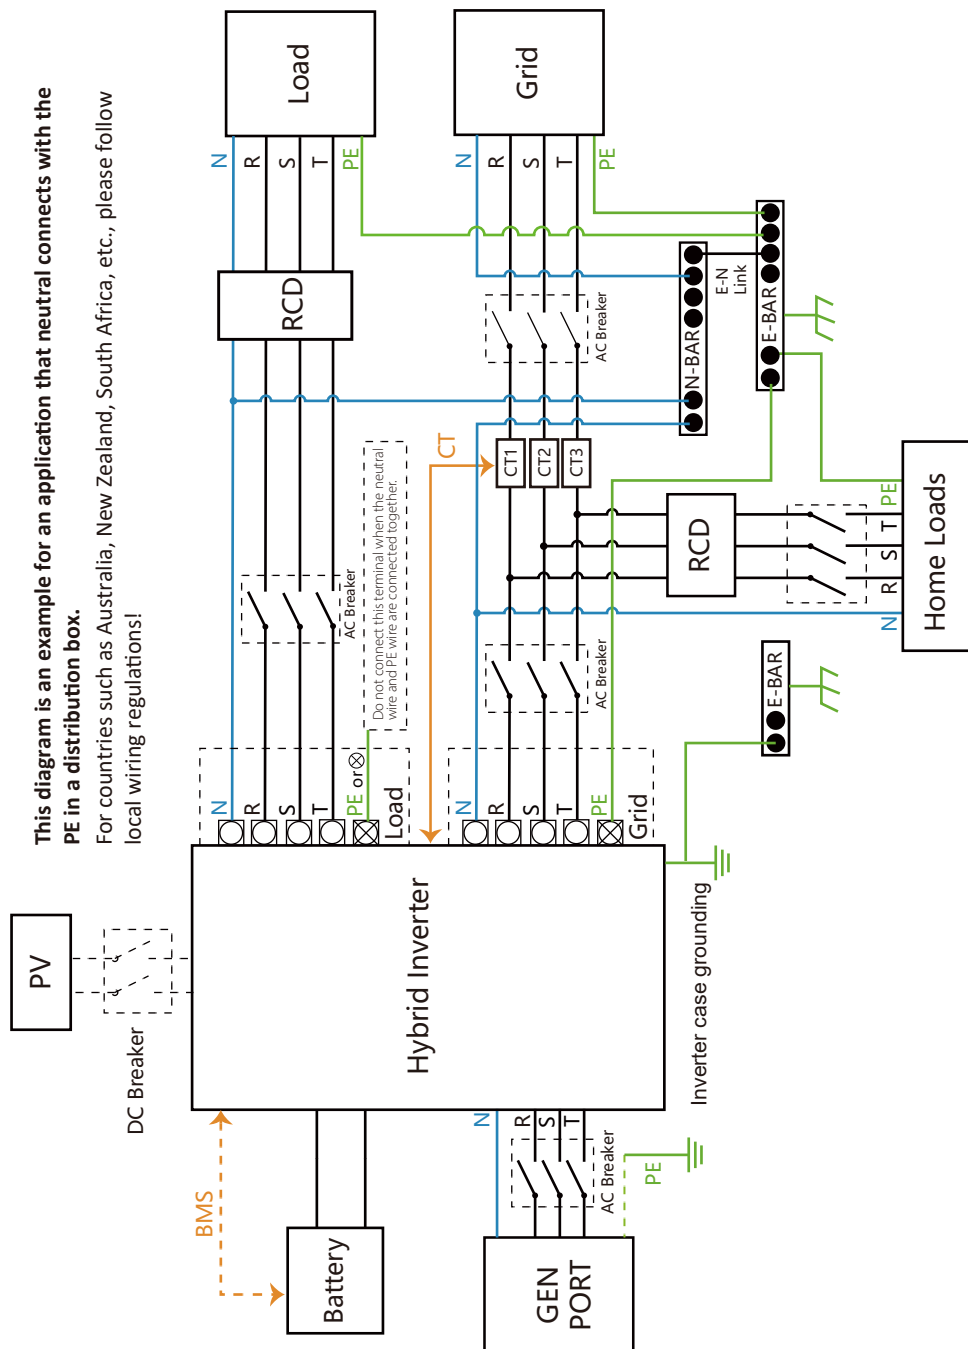 This diagram is an example for an application that neutral connects with the
PE in a distribution box.
For countries such as Australia, New Zealand, South Africa, etc., please follow
local wiring regulations!
PV
DC Breaker
BMS
Battery
Hybrid Inverter
Load
N
R
S
T
PE or
AC Breaker
Do not connect this terminal when the neutral
wire and PE wire are connected together.
RCD
N
R
S
T
PE
Load
CT
Grid
N
R
S
T
PE
AC Breaker
CT1
CT2
CT3
AC Breaker
N
R
S
T
PE
Grid
N-BAR
E-N
Link
E-BAR
RCD
N
R
S
T
PE
Home Loads
E-BAR
Inverter case grounding
N
R
S
T
AC Breaker
PE
GEN
PORT